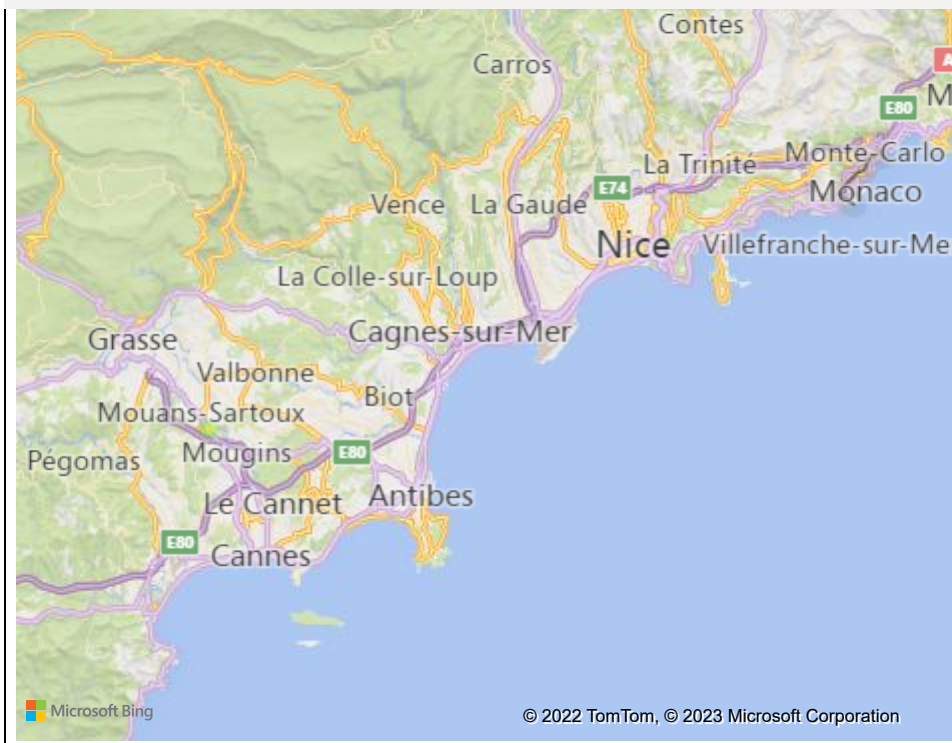 Contes
Carros
A
M
E80
La Trinité
Monte-Carlo
E74
Monaco
Vence
La Gaude
Nice
Villefranche-sur-Me
La Colle-sur-Loup
Cagnes-sur-Mer
Grasse
Valbonne
Biot
Mouans-Sartoux
Mougins
E80
Pégomas
Le Cannet
Antibes
E80
Cannes
Microsoft Bing
© 2022 TomTom, © 2023 Microsoft Corporation